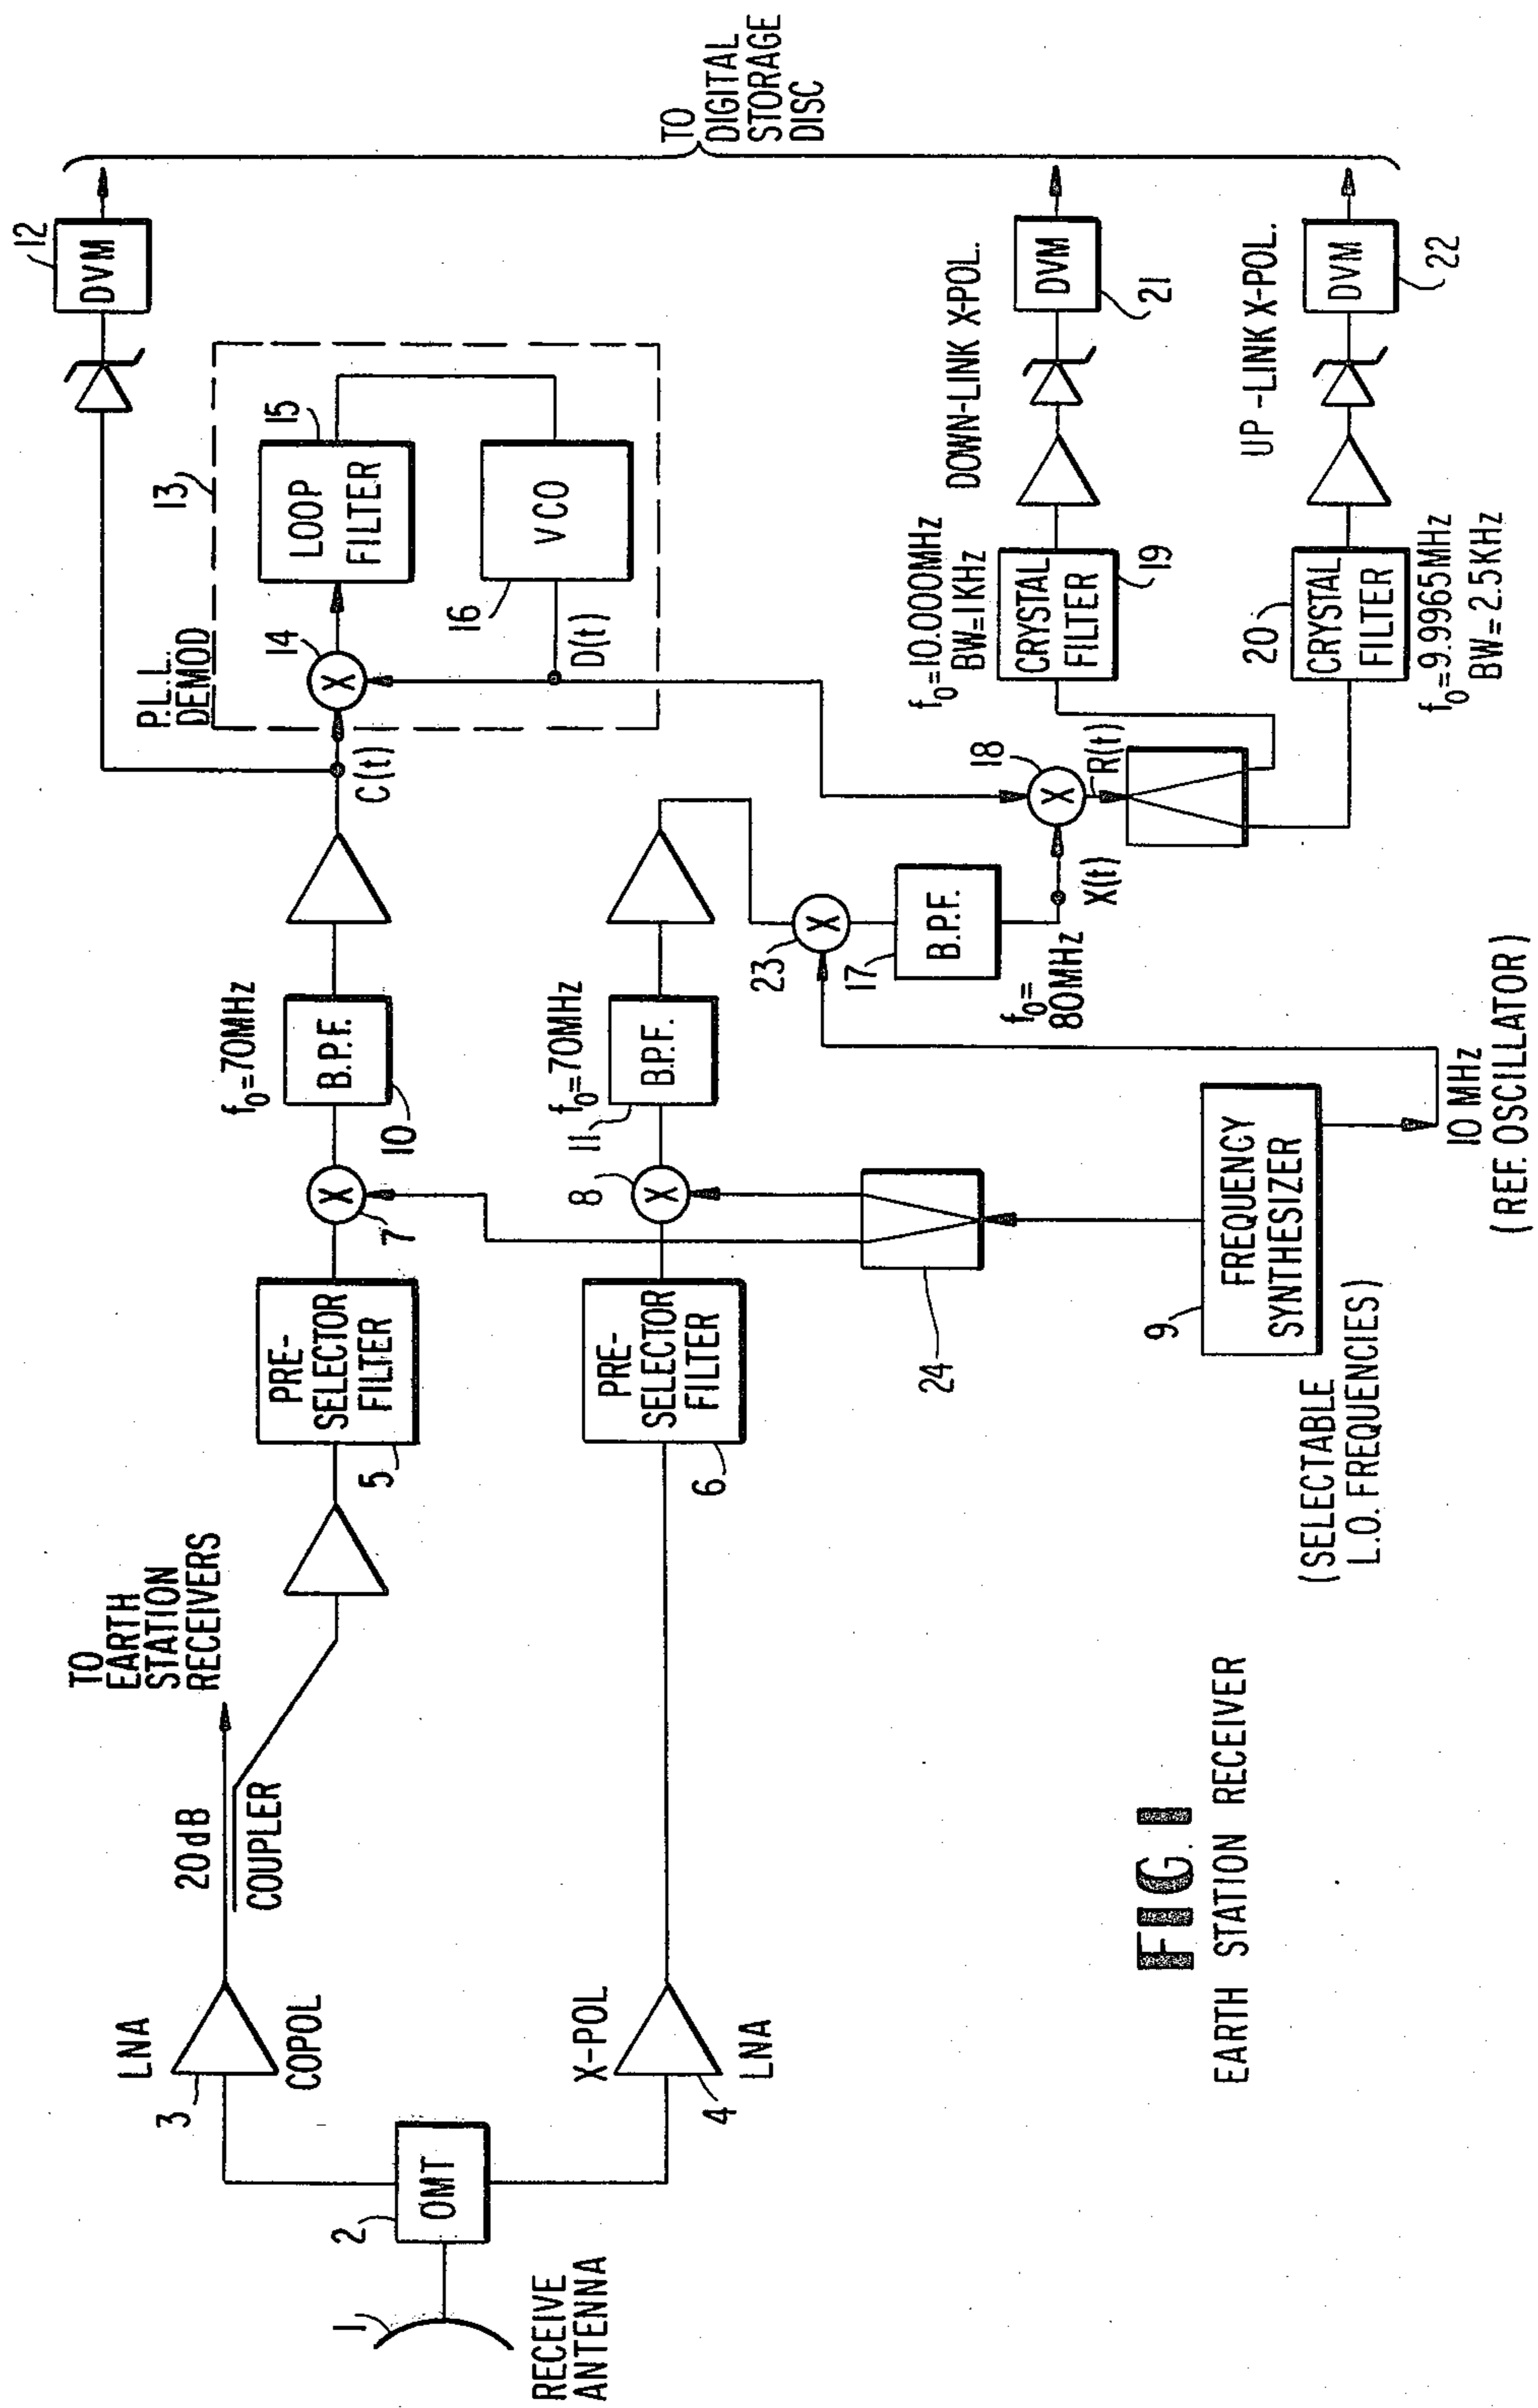 LNA
3
COPOL
20 dB
COUPLER
TO
EARTH
STATION
RECEIVERS
1
RECEIVE
ANTENNA
2
OMT
X-POL
4
LNA
5
PRE-
SELECTOR
FILTER
6
PRE-
SELECTOR
FILTER
7
X
8
X
f0=70MHz
B.P.F.
10
f0=70MHz
B.P.F.
11
24
9
FREQUENCY
SYNTHESIZER
(SELECTABLE
L.O. FREQUENCIES)
10 MHz
(REF. OSCILLATOR)
23
X
17
B.P.F.
f0=
80MHz
X(t)
18
X
R(t)
C(t)
P.L.L.
DEMOD
13
14
X
15
LOOP
FILTER
16
VCO
D(t)
12
DVM
f0=10.000MHz
BW=1KHz
CRYSTAL
FILTER
19
DOWN-LINK X-POL.
DVM
21
20
CRYSTAL
FILTER
f0=9.9965MHz
BW=2.5KHz
UP-LINK X-POL.
DVM
22
TO
DIGITAL
STORAGE
DISC
FIG. 1
EARTH STATION RECEIVER